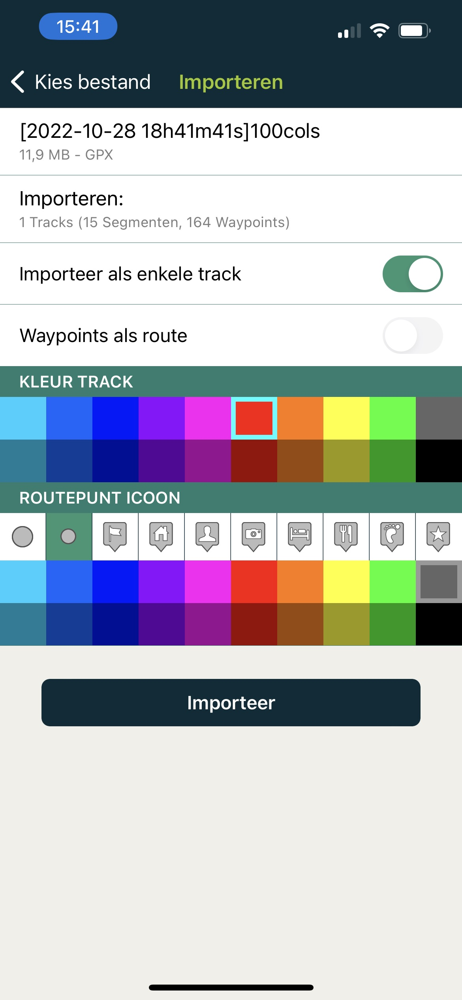 15:41
Kies bestand
Importeren
[2022-10-28 18h41m41s]100cols
11,9 MB - GPX
Importeren:
1 Tracks (15 Segmenten, 164 Waypoints)
Importeer als enkele track
Waypoints als route
KLEUR TRACK
ROUTEPUNT ICOON
Importeer